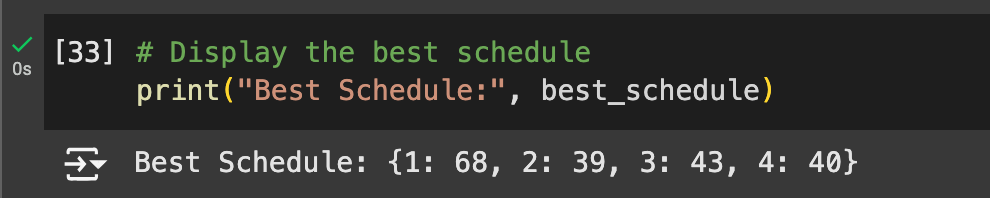 [33] # Display the best schedule
0s
print("Best Schedule:", best_schedule)
Best Schedule: {1: 68, 2: 39, 3: 43, 4: 40}